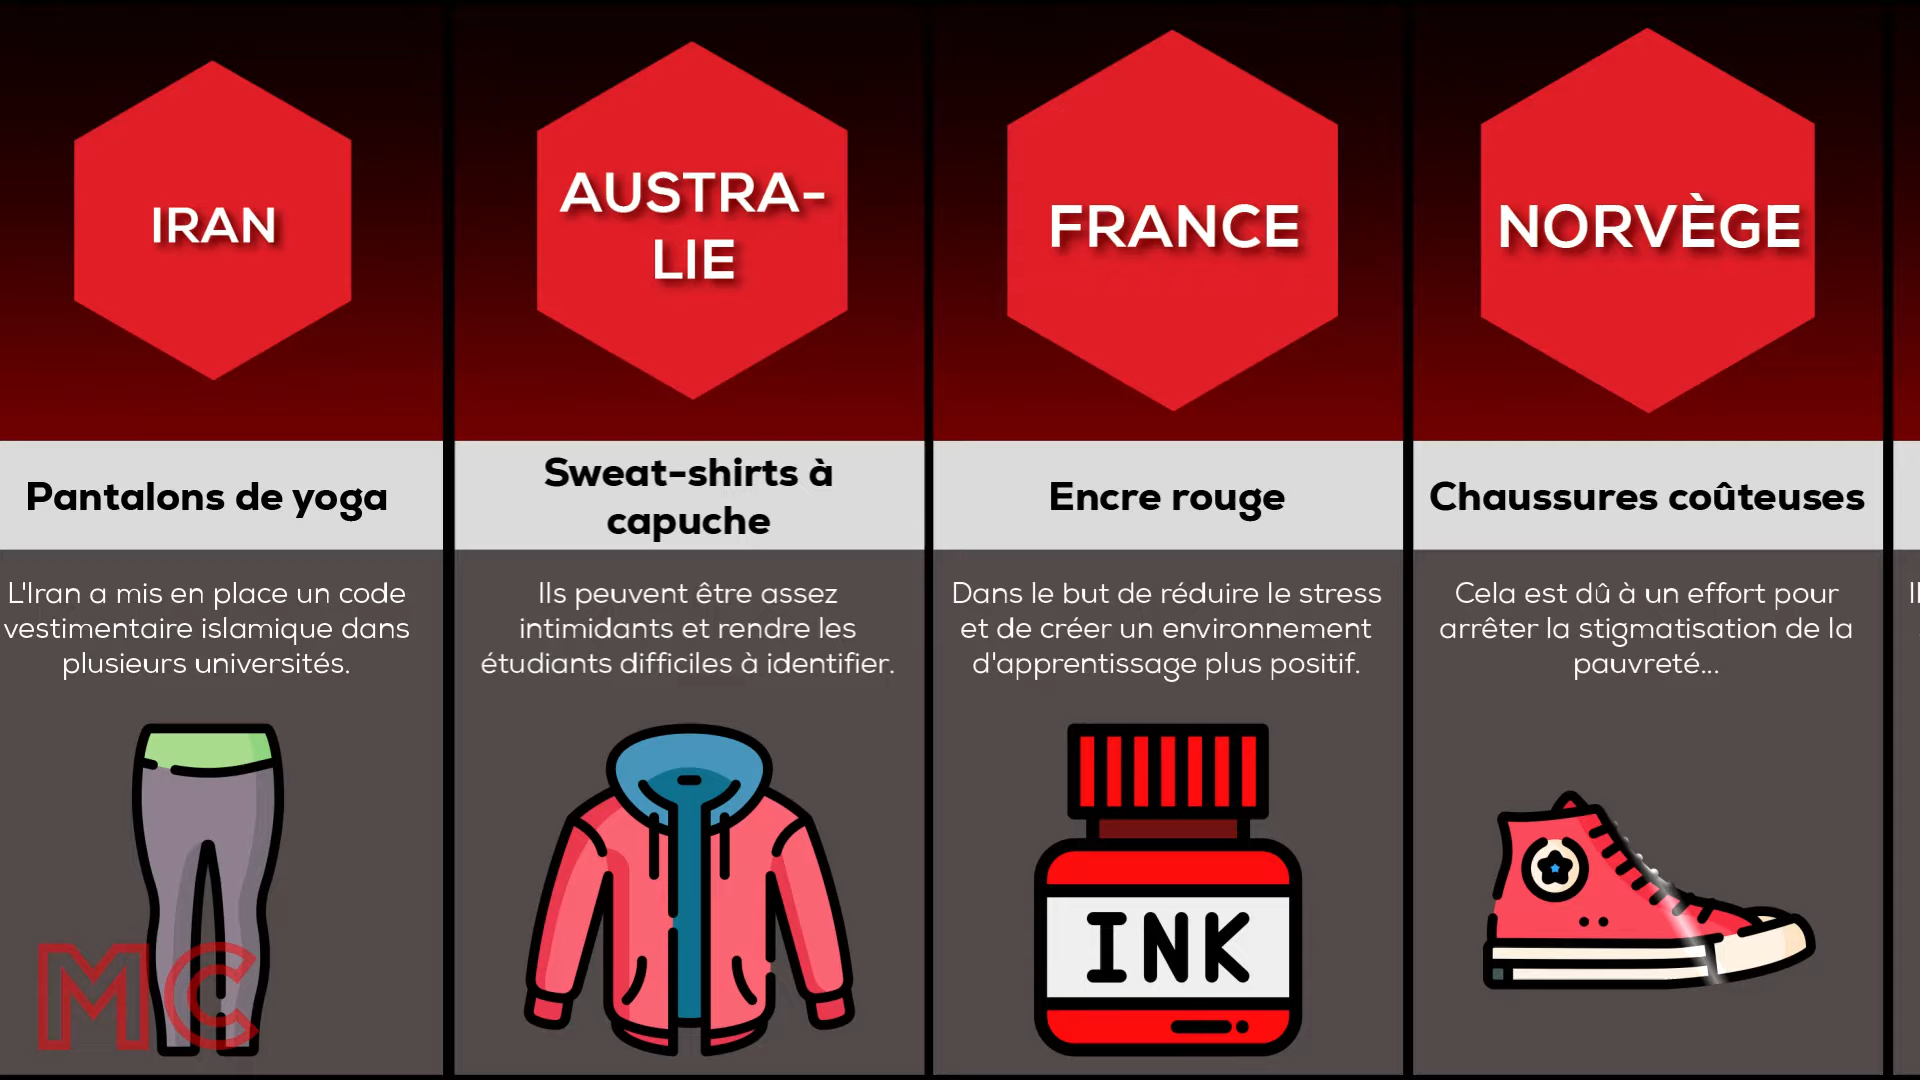 IRAN
Pantalons de yoga
L'Iran a mis en place un code
vestimentaire islamique dans
plusieurs universités.
MC
AUSTRA-
LIE
Sweat-shirts à
capuche
Ils peuvent être assez
intimidants et rendre les
étudiants difficiles à identifier.
FRANCE
Encre rouge
Dans le but de réduire le stress
et de créer un environnement
d'apprentissage plus positif.
INK
NORVÈGE
Chaussures coûteuses
Cela est dû à un effort pour
arrêter la stigmatisation de la
pauvreté...